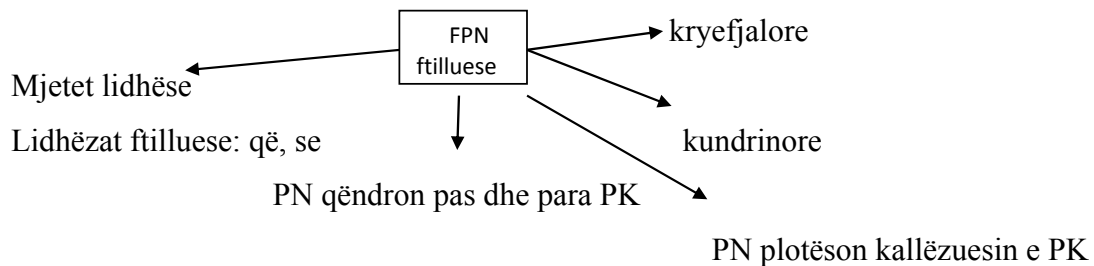 FPN
ftilluese
kryefjalore
Mjetet lidhëse
Lidhëzat ftilluese: që, se
kundrinore
PN qëndron pas dhe para PK
PN plotëson kallëzuesin e PK